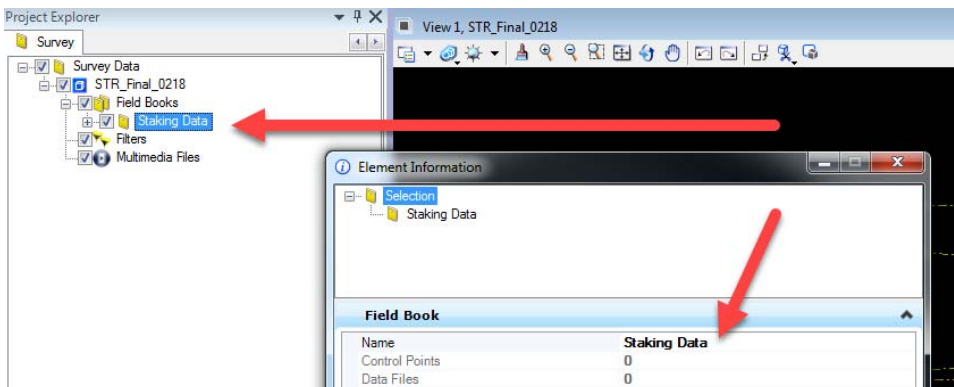 Project Explorer
View 1, STR_Final_0218
Survey
Survey Data
STR_Final_0218
Field Books
Staking Data
Filters
Multimedia Files
Element Information
Selection
Staking Data
Field Book
Name Staking Data
Control Points 0
Data Files 0